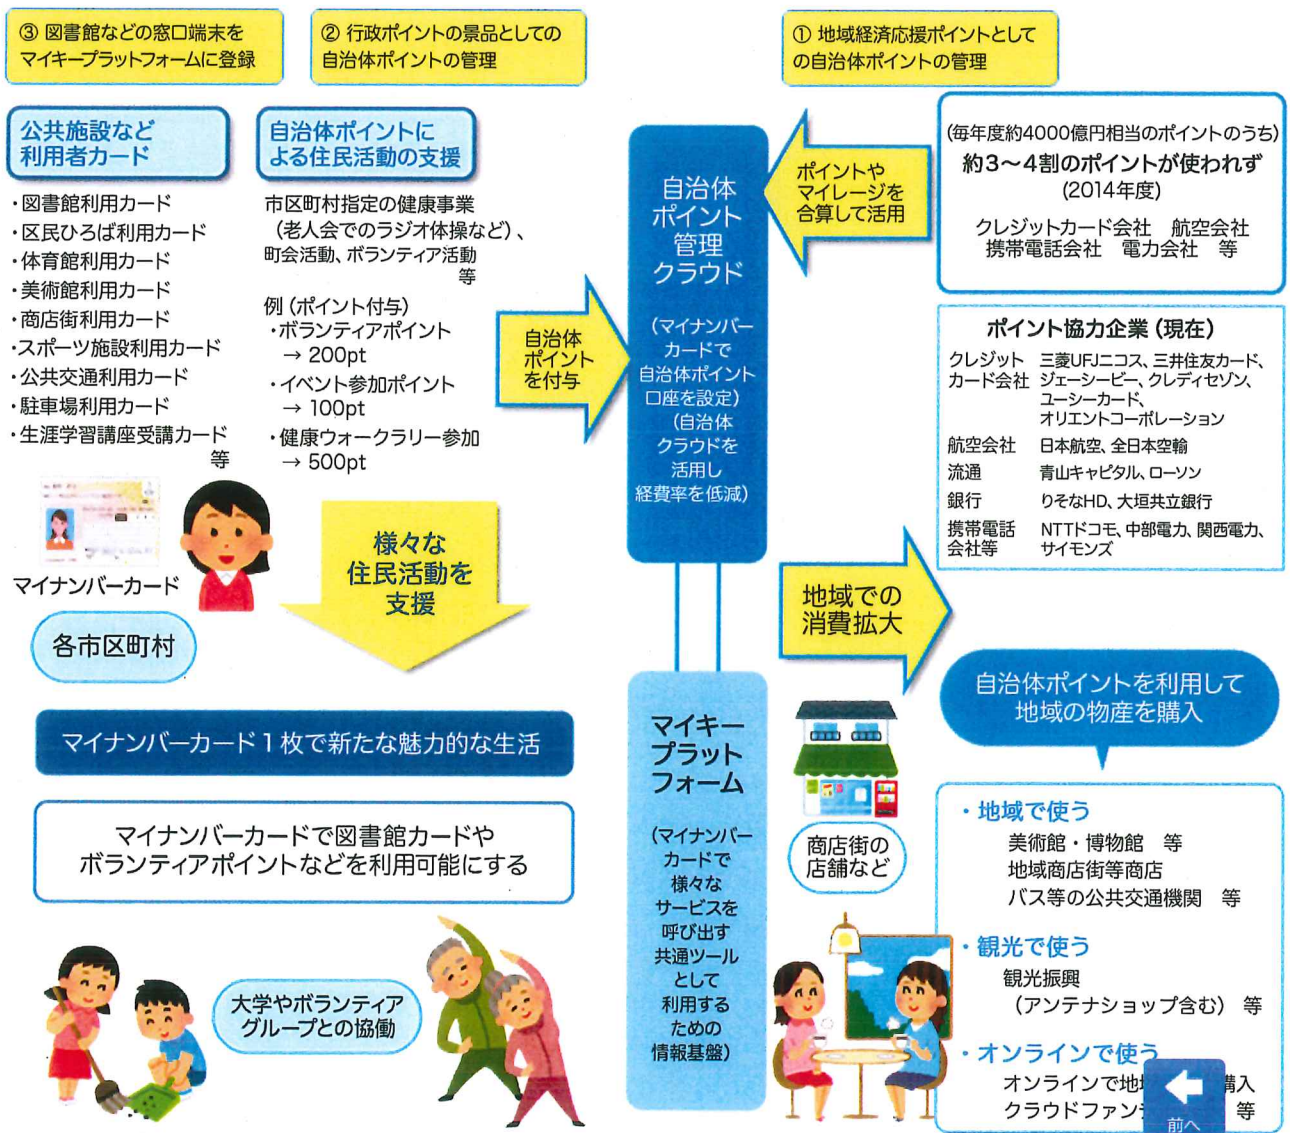 ③ 図書館などの窓口端末を
マイキープラットフォームに登録
② 行政ポイントの景品としての
自治体ポイントの管理
① 地域経済応援ポイントとして
の自治体ポイントの管理
公共施設など
利用者カード
・図書館利用カード
・区民ひろば利用カード
・体育館利用カード
・美術館利用カード
・商店街利用カード
・スポーツ施設利用カード
・公共交通利用カード
・駐車場利用カード
・生涯学習講座受講カード
等
マイナンバーカード
各市区町村
自治体ポイントに
よる住民活動の支援
市区町村指定の健康事業
（老人会でのラジオ体操など）、
町会活動、ボランティア活動
等
例（ポイント付与）
・ボランティアポイント
→ 200pt
・イベント参加ポイント
→ 100pt
・健康ウォークラリー参加
→ 500pt
自治体
ポイント
を付与
様々な
住民活動を
支援
マイナンバーカード１枚で新たな魅力的な生活
マイナンバーカードで図書館カードや
ボランティアポイントなどを利用可能にする
大学やボランティア
グループとの協働
自治体
ポイント
管理
クラウド
（マイナンバー
カードで
自治体ポイント
口座を設定）
（自治体
クラウドを
活用し
経費率を低減）
マイキー
プラット
フォーム
（マイナンバー
カードで
様々な
サービスを
呼び出す
共通ツール
として
利用する
ための
情報基盤）
ポイントや
マイレージを
合算して活用
（毎年度約4000億円相当のポイントのうち）
約３〜４割のポイントが使われず
（2014年度）
クレジットカード会社　航空会社
携帯電話会社　電力会社　等
ポイント協力企業（現在）
クレジット　三菱UFJニコス、三井住友カード、
カード会社　ジェーシービー、クレディセゾン、
ユーシーカード、
オリエントコーポレーション
航空会社　日本航空、全日本空輸
流通　青山キャピタル、ローソン
銀行　りそなHD、大垣共立銀行
携帯電話　NTTドコモ、中部電力、関西電力、
会社等　サイモンズ
地域での
消費拡大
自治体ポイントを利用して
地域の物産を購入
商店街の
店舗など
・地域で使う
美術館・博物館　等
地域商店街等商店
バス等の公共交通機関　等
・観光で使う
観光振興
（アンテナショップ含む）　等
・オンラインで使う
オンラインで地　購入
クラウドファン　等
前へ